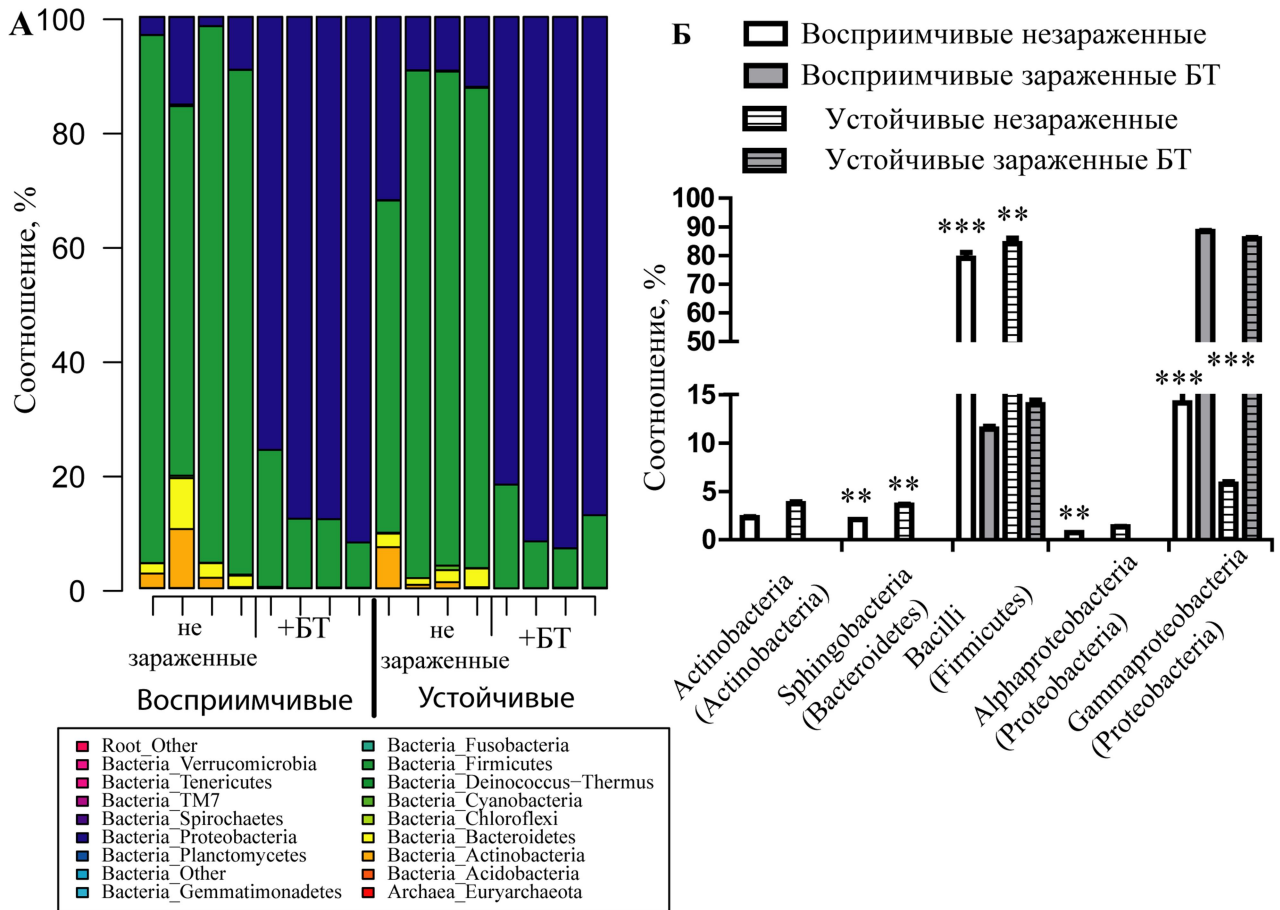 А
100
80
60
40
20
0
Соотношение, %
не
зараженные
+БТ
не
зараженные
+БТ
Восприимчивые
Устойчивые
Root_Other
Bacteria_Verrucomicrobia
Bacteria_Tenericutes
Bacteria_TM7
Bacteria_Spirochaetes
Bacteria_Proteobacteria
Bacteria_Planctomycetes
Bacteria_Other
Bacteria_Gemmatimonadetes
Bacteria_Fusobacteria
Bacteria_Firmicutes
Bacteria_Deinococcus−Thermus
Bacteria_Cyanobacteria
Bacteria_Chloroflexi
Bacteria_Bacteroidetes
Bacteria_Actinobacteria
Bacteria_Acidobacteria
Archaea_Euryarchaeota
Б
Восприимчивые незараженные
Восприимчивые зараженные БТ
Устойчивые незараженные
Устойчивые зараженные БТ
Соотношение, %
100
90
80
70
60
50
15
10
5
0
** **
*** **
**
*** ***
Actinobacteria
(Actinobacteria)
Sphingobacteria
(Bacteroidetes)
Bacilli
(Firmicutes)
Alphaproteobacteria
(Proteobacteria)
Gammaproteobacteria
(Proteobacteria)